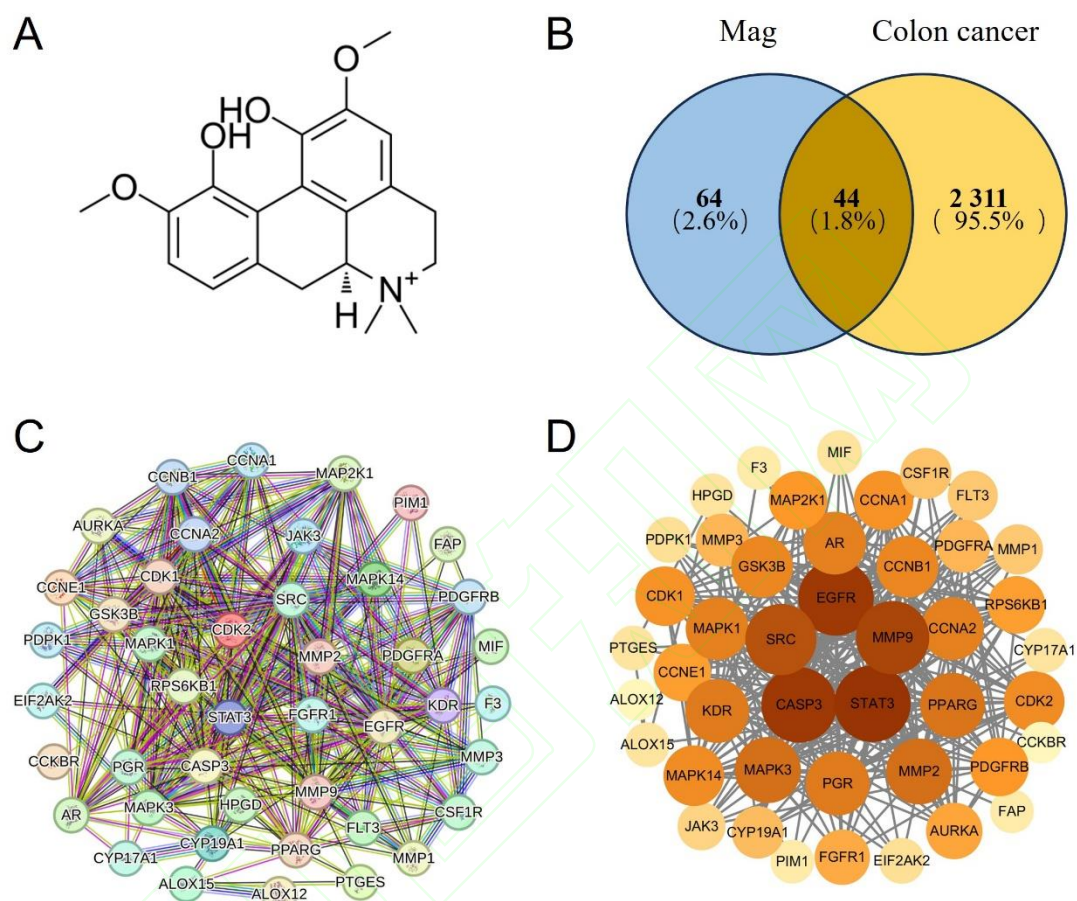 A
O
HO
OH
O
H
N+
B
Mag
Colon cancer
64
(2.6%)
44
(1.8%)
2 311
( 95.5% )
C
CCNA1
CCNB1
MAP2K1
PIM1
AURKA
CCNA2
JAK3
FAP
CDK1
MAPK14
CCNE1
SRC
PDGFRB
GSK3B
CDK2
PDPK1
MAPK1
MMP2
PDGFRA
MIF
RPS6KB1
EIF2AK2
STAT3
FGFR1
KDR
F3
EGFR
CCKBR
PGR
CASP3
MMP3
MMP9
AR
MAPK3
HPGD
CSF1R
FLT3
CYP17A1
CYP19A1
PPARG
MMP1
ALOX15
ALOX12
PTGES
D
MIF
F3
CSF1R
HPGD
MAP2K1
CCNA1
FLT3
PDPK1
MMP3
AR
PDGFRA
MMP1
GSK3B
CCNB1
CDK1
EGFR
RPS6KB1
MAPK1
SRC
MMP9
CCNA2
PTGES
CYP17A1
CCNE1
ALOX12
KDR
CASP3
STAT3
PPARG
CDK2
CCKBR
ALOX15
MAPK14
MAPK3
PGR
MMP2
PDGFRB
FAP
JAK3
CYP19A1
AURKA
PIM1
FGFR1
EIF2AK2